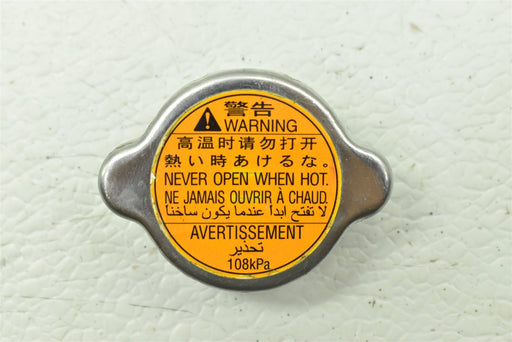 警告
WARNING
高温时请勿打开
熱い時あけるな。
NEVER OPEN WHEN HOT.
NE JAMAIS OUVRIR À CHAUD.
لا تفتح ابدأ عندما يكون ساخنا
AVERTISSEMENT
تحذير
108kPa